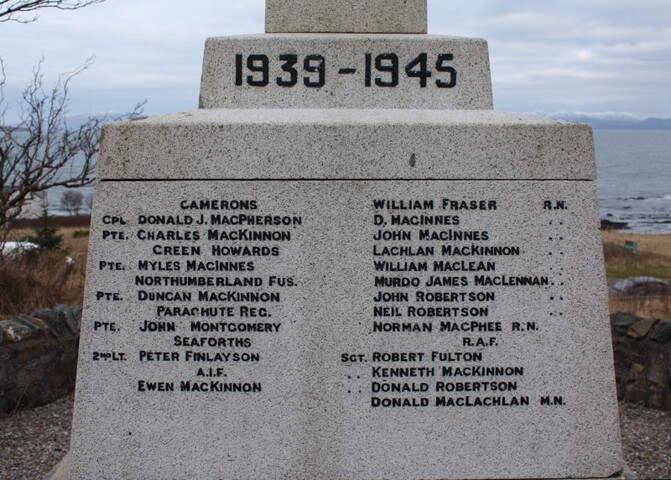 1939-1945
CAMERONS
CPL DONALD J. MACPHERSON
PTE. CHARLES MACKINNON
GREEN HOWARDS
PTE. MYLES MACINNES
NORTHUMBERLAND FUS.
PTE. DUNCAN MACKINNON
PARACHUTE REG.
PTE. JOHN MONTGOMERY
SEAFORTHS
2ND LT. PETER FINLAYSON
A.I.F.
EWEN MACKINNON
WILLIAM FRASER R.N.
D. MACINNES . .
JOHN MACINNES . .
LACHLAN MACKINNON . .
WILLIAM MACLEAN . .
MURDO JAMES MACLENNAN . .
JOHN ROBERTSON . .
NEIL ROBERTSON . .
NORMAN MACPHEE R.N.
R.A.F.
SGT. ROBERT FULTON
. . KENNETH MACKINNON
. . DONALD ROBERTSON
DONALD MACLACHLAN M.N.